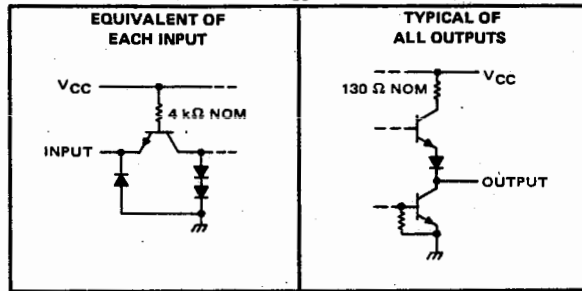 EQUIVALENT OF
EACH INPUT
VCC
4 kΩ NOM
INPUT
TYPICAL OF
ALL OUTPUTS
VCC
130 Ω NOM
OUTPUT